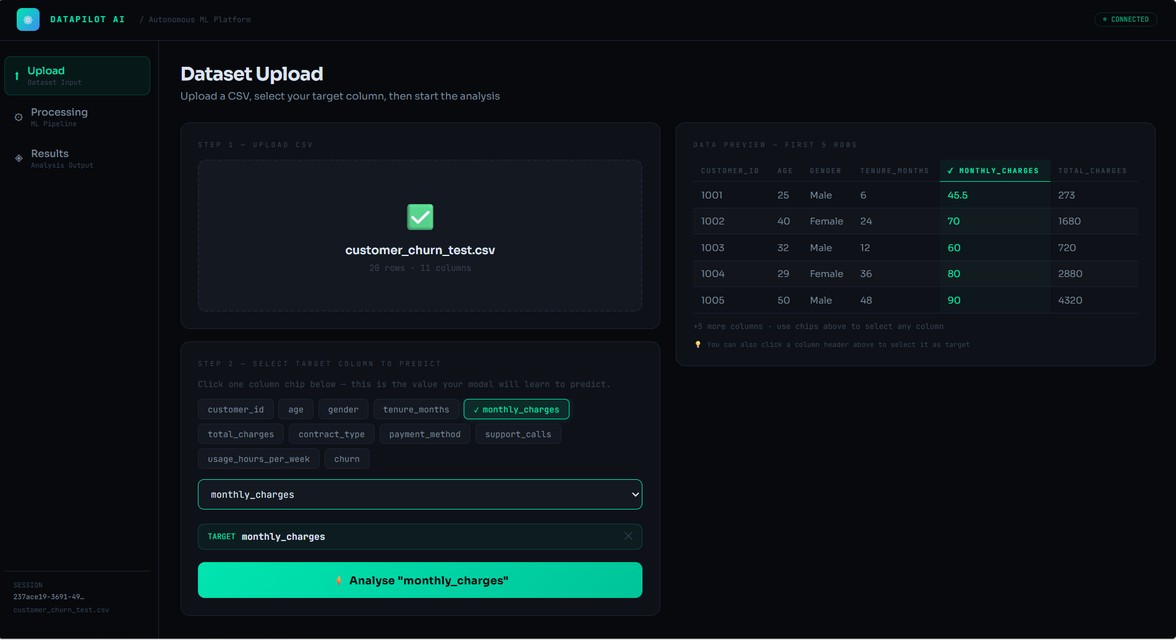 DATAPILOT AI / Autonomous ML Platform
CONNECTED
Upload
Dataset Input
Processing
ML Pipeline
Results
Analysis Output
SESSION
237ace19-3691-49…
customer_churn_test.csv
Dataset Upload
Upload a CSV, select your target column, then start the analysis
STEP 1 — UPLOAD CSV
customer_churn_test.csv
20 rows · 11 columns
STEP 2 — SELECT TARGET COLUMN TO PREDICT
Click one column chip below — this is the value your model will learn to predict.
customer_id age gender tenure_months ✓ monthly_charges
total_charges contract_type payment_method support_calls
usage_hours_per_week churn
monthly_charges
TARGET monthly_charges
Analyse "monthly_charges"
DATA PREVIEW — FIRST 5 ROWS
CUSTOMER_ID AGE GENDER TENURE_MONTHS ✓ MONTHLY_CHARGES TOTAL_CHARGES
1001 25 Male 6 45.5 273
1002 40 Female 24 70 1680
1003 32 Male 12 60 720
1004 29 Female 36 80 2880
1005 50 Male 48 90 4320
+5 more columns · use chips above to select any column
You can also click a column header above to select it as target